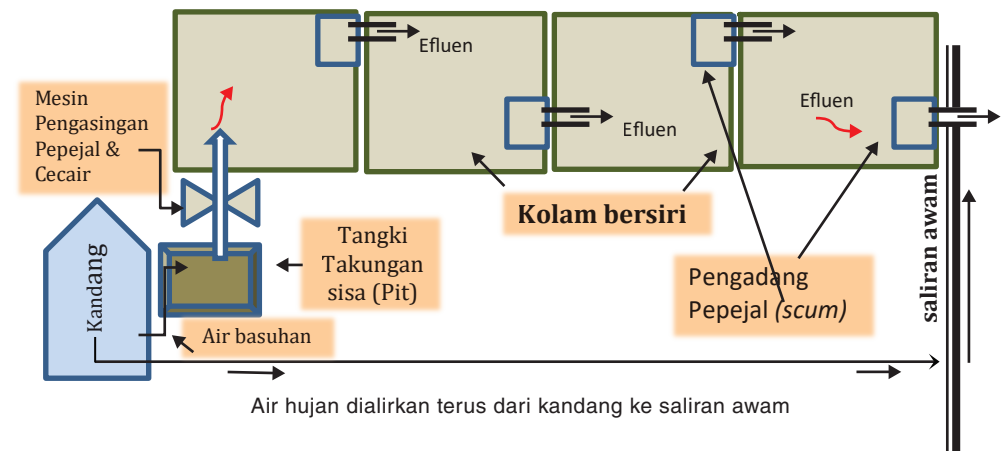 Efluen
Mesin
Pengasingan
Pepejal &
Cecair
Efluen
Efluen
Kolam bersiri
Kandang
Tangki
Takungan
sisa (Pit)
Pengadang
Pepejal (scum)
saliran awam
Air basuhan
Air hujan dialirkan terus dari kandang ke saliran awam